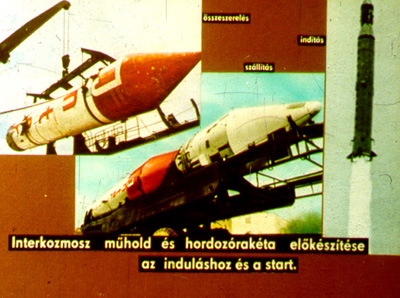 összeszerelés
indítás
szállítás
Interkozmosz műhold és hordozórakéta előkészítése
az induláshoz és a start.